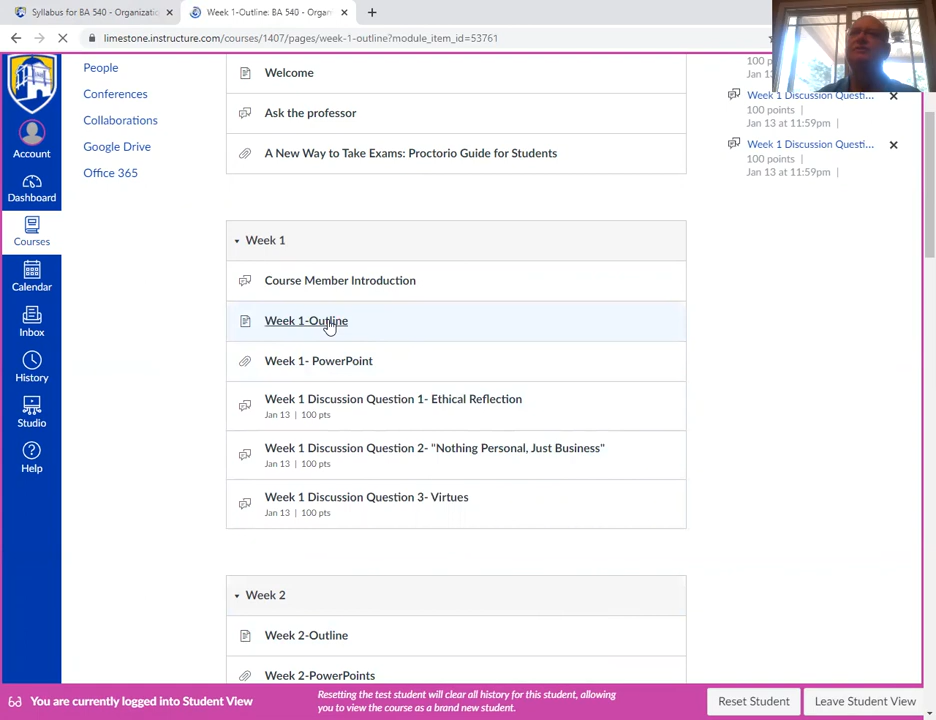 Syllabus for BA 540 - Organizati
Week 1-Outline: BA 540 - Organ
limestone.instructure.com/courses/1407/pages/week-1-outline?module_item_id=53761
Account
Dashboard
Courses
Calendar
Inbox
History
Studio
Help
People
Conferences
Collaborations
Google Drive
Office 365
Welcome
Ask the professor
A New Way to Take Exams: Proctorio Guide for Students
Week 1
Course Member Introduction
Week 1-Outline
Week 1- PowerPoint
Week 1 Discussion Question 1- Ethical Reflection
Jan 13 | 100 pts
Week 1 Discussion Question 2- "Nothing Personal, Just Business"
Jan 13 | 100 pts
Week 1 Discussion Question 3- Virtues
Jan 13 | 100 pts
Week 2
Week 2-Outline
Week 2-PowerPoints
100 p
Jan 1
Week 1 Discussion Questi...
100 points |
Jan 13 at 11:59pm |
Week 1 Discussion Questi...
100 points |
Jan 13 at 11:59pm |
You are currently logged into Student View
Resetting the test student will clear all history for this student, allowing
you to view the course as a brand new student.
Reset Student
Leave Student View